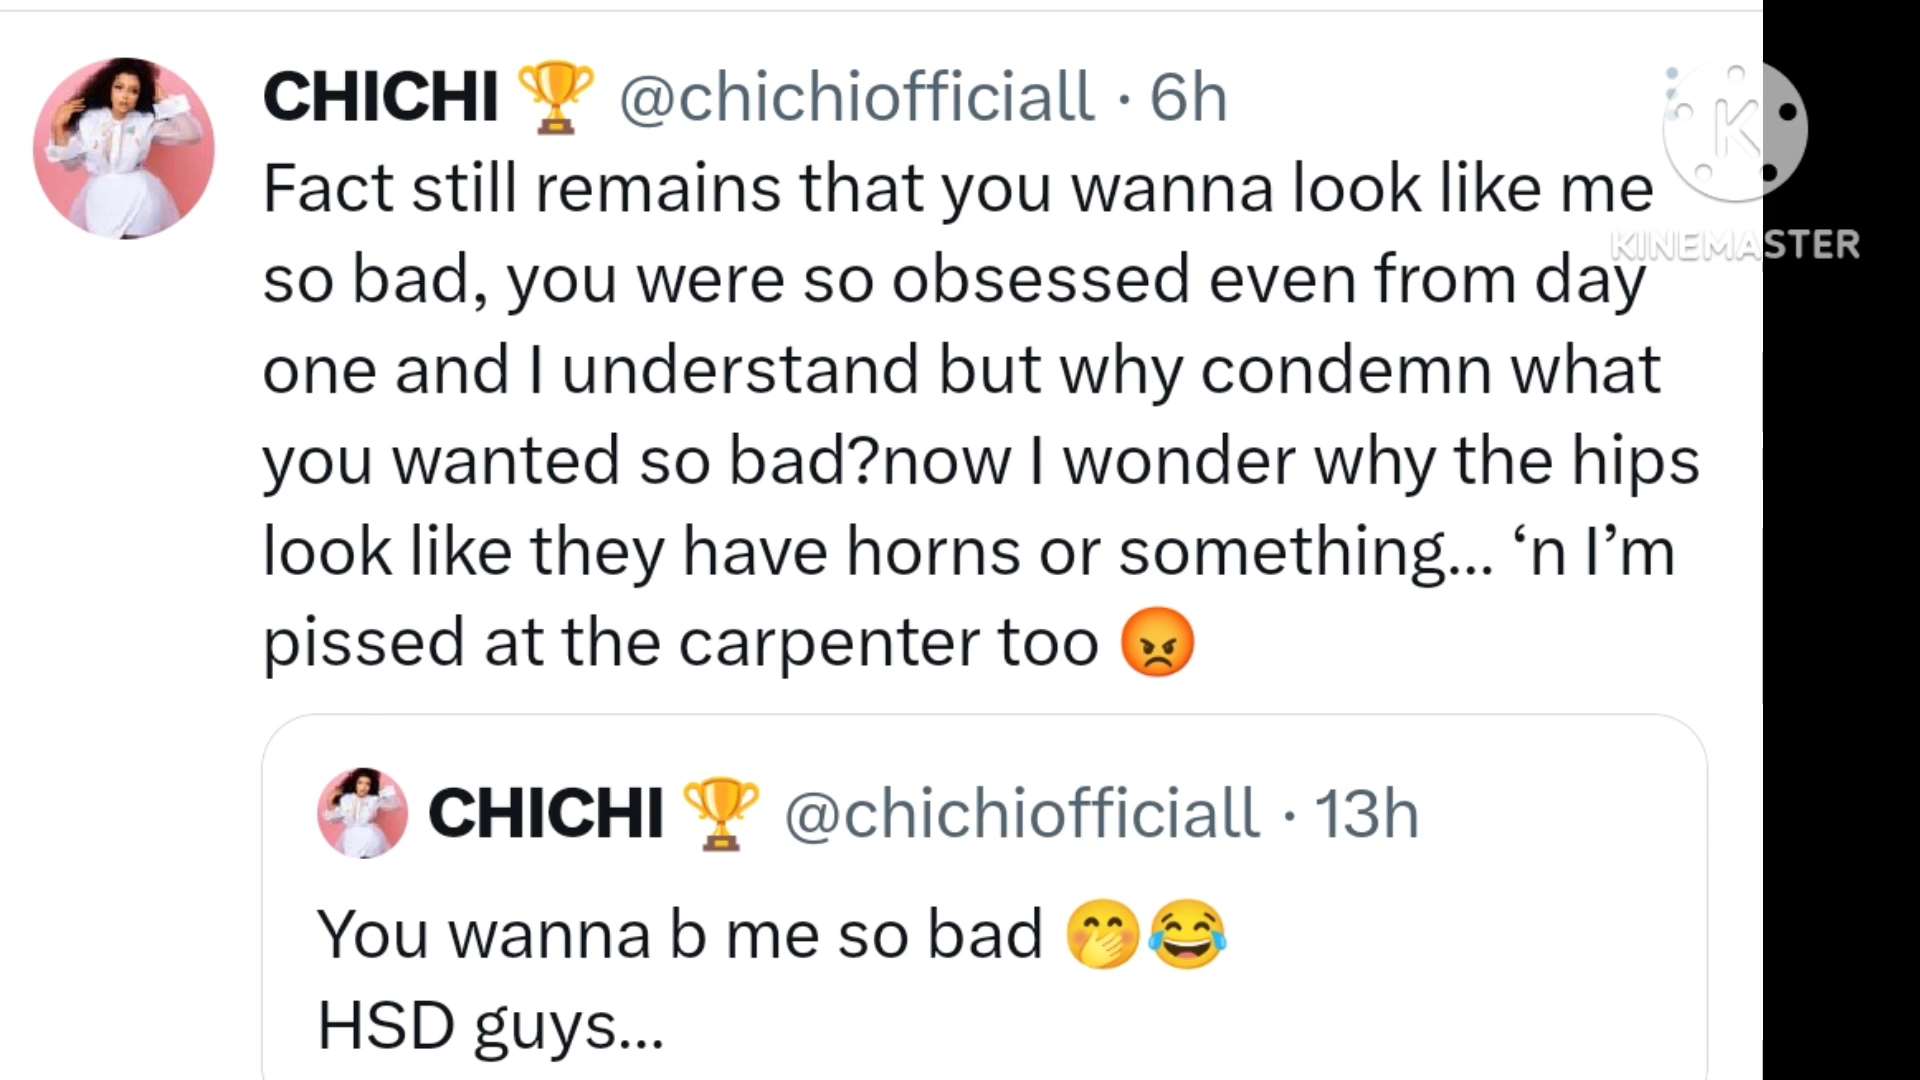 CHICHI 🏆 @chichiofficiall · 6h
Fact still remains that you wanna look like me
so bad, you were so obsessed even from day
one and I understand but why condemn what
you wanted so bad?now I wonder why the hips
look like they have horns or something... ‘n I’m
pissed at the carpenter too 😡
CHICHI 🏆 @chichiofficiall · 13h
You wanna b me so bad 🤭😂
HSD guys...
K
KINEMASTER